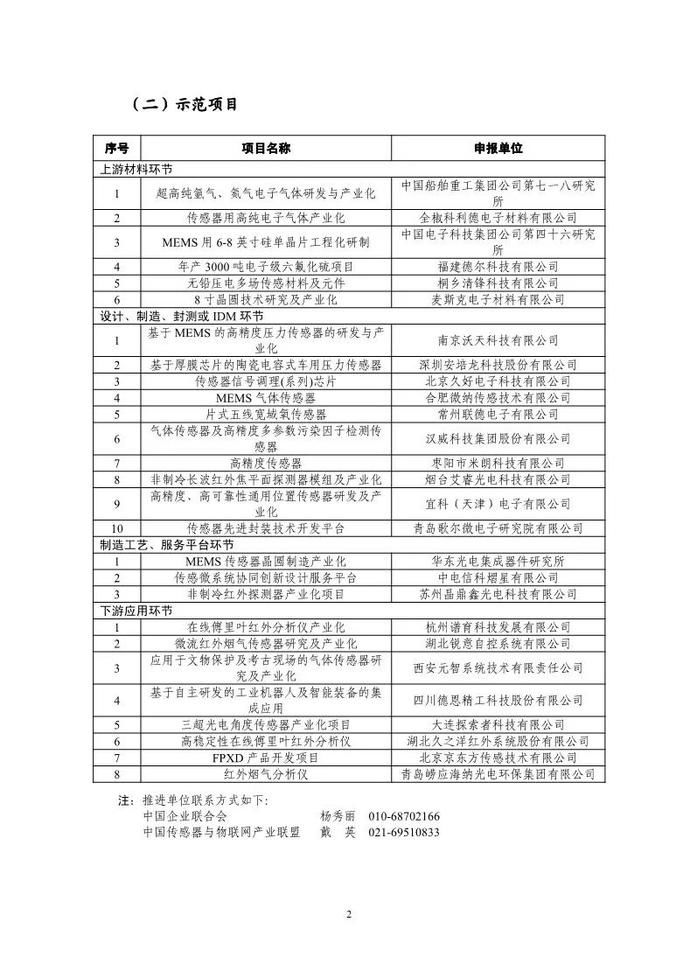 （二）示范项目
序号 项目名称 申报单位
上游材料环节
1 超高纯氩气、氦气电子气体研发与产业化 中国船舶重工集团公司第七一八研究
所
2 传感器用高纯电子气体产业化 全椒科利德电子材料有限公司
3 MEMS 用 6-8 英寸硅单晶片工程化研制 中国电子科技集团公司第四十六研究
所
4 年产 3000 吨电子级六氟化硫项目 福建德尔科技有限公司
5 无铅压电多场传感材料及元件 桐乡清锋科技有限公司
6 8 寸晶圆技术研究及产业化 麦斯克电子材料有限公司
设计、制造、封测或 IDM 环节
1 基于 MEMS 的高精度压力传感器的研发与产
业化 南京沃天科技有限公司
2 基于厚膜芯片的陶瓷电容式车用压力传感器 深圳安培龙科技股份有限公司
3 传感器信号调理(系列)芯片 北京久好电子科技有限公司
4 MEMS 气体传感器 合肥微纳传感技术有限公司
5 片式五线宽域氧传感器 常州联德电子有限公司
6 气体传感器及高精度多参数污染因子检测传
感器 汉威科技集团股份有限公司
7 高精度传感器 枣阳市米朗科技有限公司
8 非制冷长波红外焦平面探测器模组及产业化 烟台艾睿光电科技有限公司
9 高精度、高可靠性通用位置传感器研发及产
业化 宜科（天津）电子有限公司
10 传感器先进封装技术开发平台 青岛歌尔微电子研究院有限公司
制造工艺、服务平台环节
1 MEMS 传感器晶圆制造产业化 华东光电集成器件研究所
2 传感微系统协同创新设计服务平台 中电信科熠星有限公司
3 非制冷红外探测器产业化项目 苏州晶鼎鑫光电科技有限公司
下游应用环节
1 在线傅里叶红外分析仪产业化 杭州谱育科技发展有限公司
2 微流红外烟气传感器研究及产业化 湖北锐意自控系统有限公司
3 应用于文物保护及考古现场的气体传感器研
究及产业化 西安元智系统技术有限责任公司
4 基于自主研发的工业机器人及智能装备的集
成应用 四川德恩精工科技股份有限公司
5 三超光电角度传感器产业化项目 大连探索者科技有限公司
6 高稳定性在线傅里叶红外分析仪 湖北久之洋红外系统股份有限公司
7 FPXD 产品开发项目 北京京东方传感技术有限公司
8 红外烟气分析仪 青岛崂应海纳光电环保集团有限公司
注：推进单位联系方式如下：
中国企业联合会 杨秀丽 010-68702166
中国传感器与物联网产业联盟 戴 英 021-69510833
2